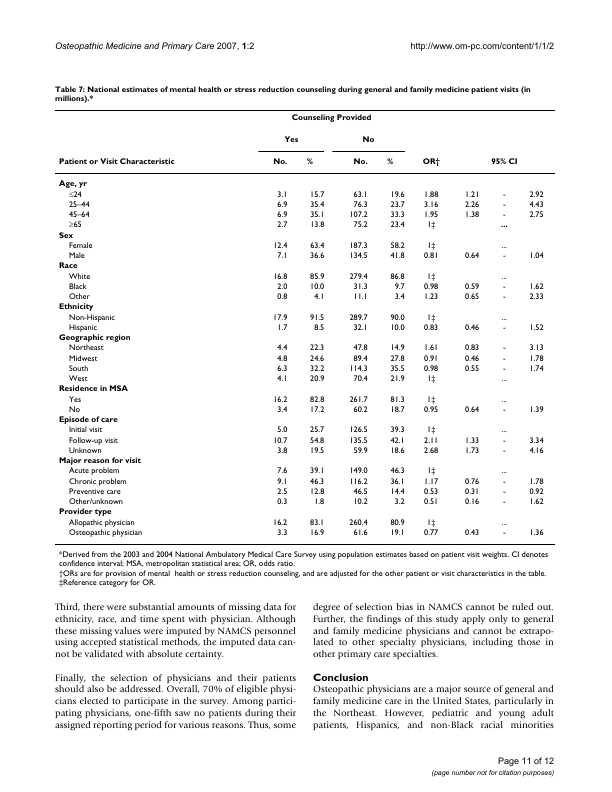 Osteopathic Medicine and Primary Care 2007, 1:2 http://www.om-pc.com/content/1/1/2
Table 7: National estimates of mental health or stress reduction counseling during general and family medicine patient visits (in
millions).*
Counseling Provided
Yes No
Patient or Visit Characteristic No. % No. % OR† 95% CI
Age, yr
≤24 3.1 15.7 63.1 19.6 1.88 1.21 - 2.92
25–44 6.9 35.4 76.3 23.7 3.16 2.26 - 4.43
45–64 6.9 35.1 107.2 33.3 1.95 1.38 - 2.75
≥65 2.7 13.8 75.2 23.4 1‡ ...
Sex
Female 12.4 63.4 187.3 58.2 1‡ ...
Male 7.1 36.6 134.5 41.8 0.81 0.64 - 1.04
Race
White 16.8 85.9 279.4 86.8 1‡ ...
Black 2.0 10.0 31.3 9.7 0.98 0.59 - 1.62
Other 0.8 4.1 11.1 3.4 1.23 0.65 - 2.33
Ethnicity
Non-Hispanic 17.9 91.5 289.7 90.0 1‡ ...
Hispanic 1.7 8.5 32.1 10.0 0.83 0.46 - 1.52
Geographic region
Northeast 4.4 22.3 47.8 14.9 1.61 0.83 - 3.13
Midwest 4.8 24.6 89.4 27.8 0.91 0.46 - 1.78
South 6.3 32.2 114.3 35.5 0.98 0.55 - 1.74
West 4.1 20.9 70.4 21.9 1‡ ...
Residence in MSA
Yes 16.2 82.8 261.7 81.3 1‡ ...
No 3.4 17.2 60.2 18.7 0.95 0.64 - 1.39
Episode of care
Initial visit 5.0 25.7 126.5 39.3 1‡ ...
Follow-up visit 10.7 54.8 135.5 42.1 2.11 1.33 - 3.34
Unknown 3.8 19.5 59.9 18.6 2.68 1.73 - 4.16
Major reason for visit
Acute problem 7.6 39.1 149.0 46.3 1‡ ...
Chronic problem 9.1 46.3 116.2 36.1 1.17 0.76 - 1.78
Preventive care 2.5 12.8 46.5 14.4 0.53 0.31 - 0.92
Other/unknown 0.3 1.8 10.2 3.2 0.51 0.16 - 1.62
Provider type
Allopathic physician 16.2 83.1 260.4 80.9 1‡ ...
Osteopathic physician 3.3 16.9 61.6 19.1 0.77 0.43 - 1.36
*Derived from the 2003 and 2004 National Ambulatory Medical Care Survey using population estimates based on patient visit weights. CI denotes
confidence interval; MSA, metropolitan statistical area; OR, odds ratio.
†ORs are for provision of mental health or stress reduction counseling, and are adjusted for the other patient or visit characteristics in the table.
‡Reference category for OR.
Third, there were substantial amounts of missing data for
ethnicity, race, and time spent with physician. Although
these missing values were imputed by NAMCS personnel
using accepted statistical methods, the imputed data can-
not be validated with absolute certainty.
Finally, the selection of physicians and their patients
should also be addressed. Overall, 70% of eligible physi-
cians elected to participate in the survey. Among partici-
pating physicians, one-fifth saw no patients during their
assigned reporting period for various reasons. Thus, some
degree of selection bias in NAMCS cannot be ruled out.
Further, the findings of this study apply only to general
and family medicine physicians and cannot be extrapo-
lated to other specialty physicians, including those in
other primary care specialties.
Conclusion
Osteopathic physicians are a major source of general and
family medicine care in the United States, particularly in
the Northeast. However, pediatric and young adult
patients, Hispanics, and non-Black racial minorities
Page 11 of 12
(page number not for citation purposes)